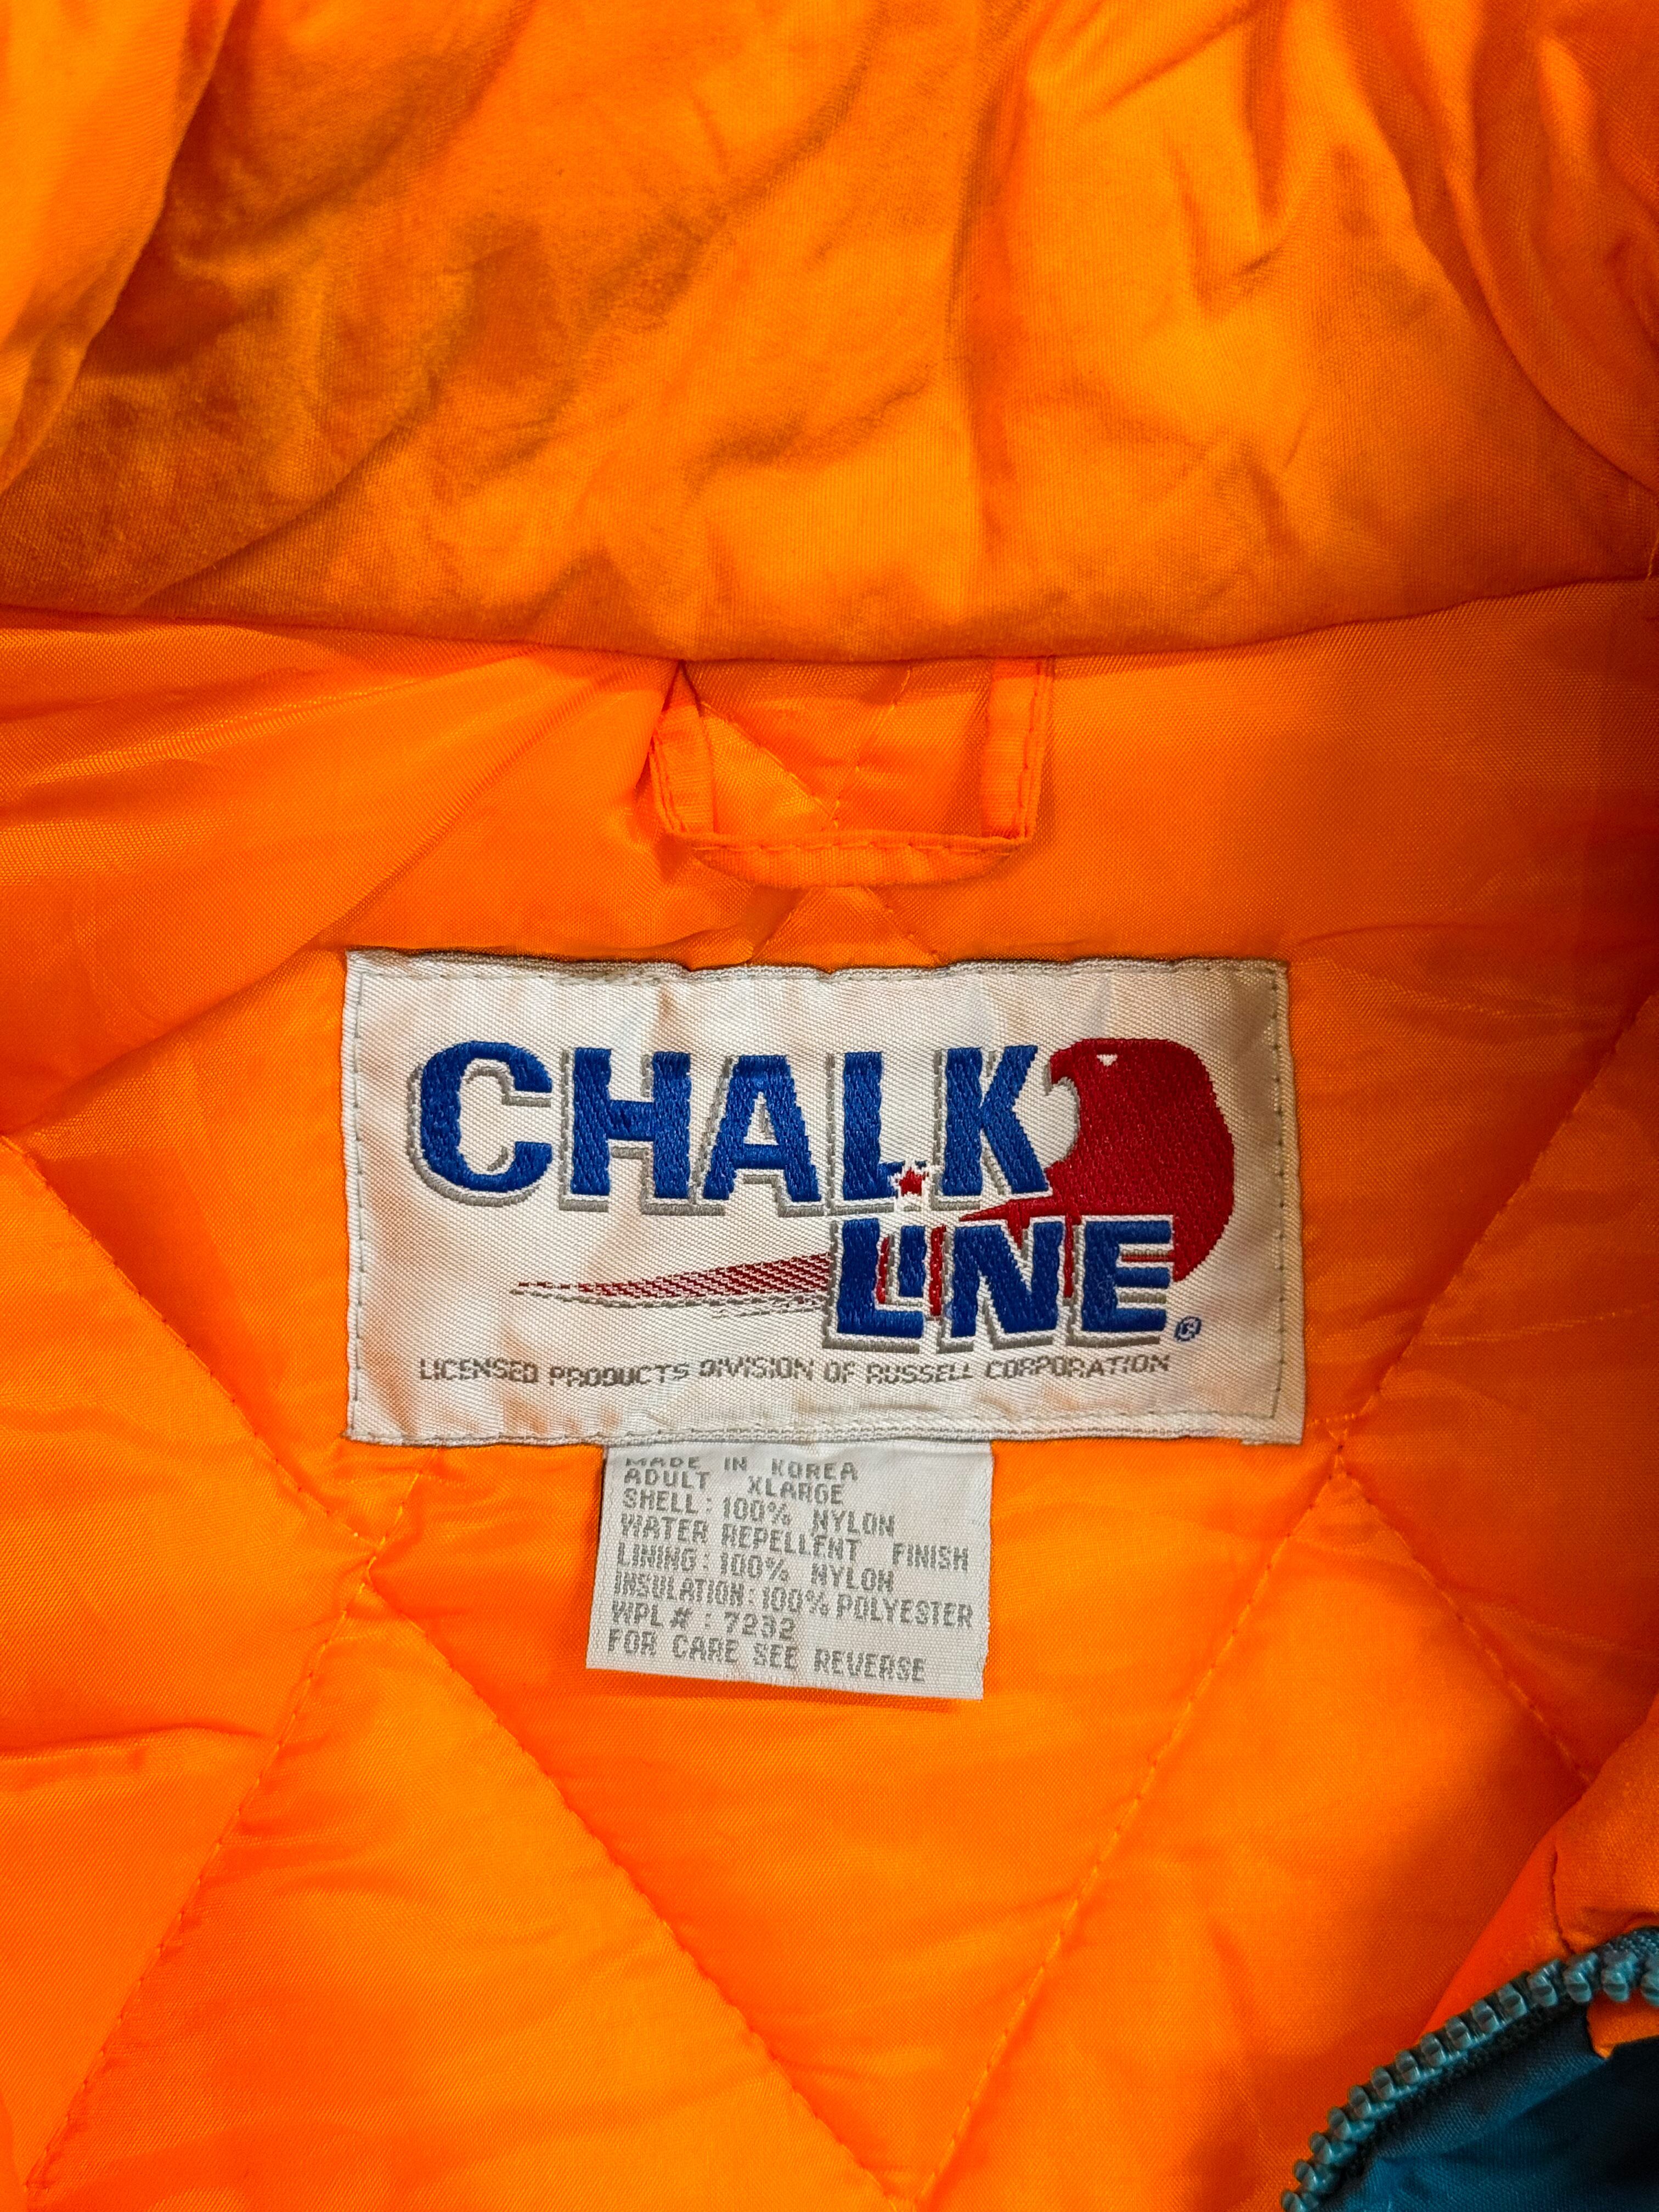 CHALK
LINE®
LICENSED PRODUCTS DIVISION OF RUSSELL CORPORATION
MADE IN KOREA
ADULT XLARGE
SHELL: 100% NYLON
WATER REPELLENT FINISH
LINING: 100% NYLON
INSULATION: 100% POLYESTER
WPL #: 7232
FOR CARE SEE REVERSE